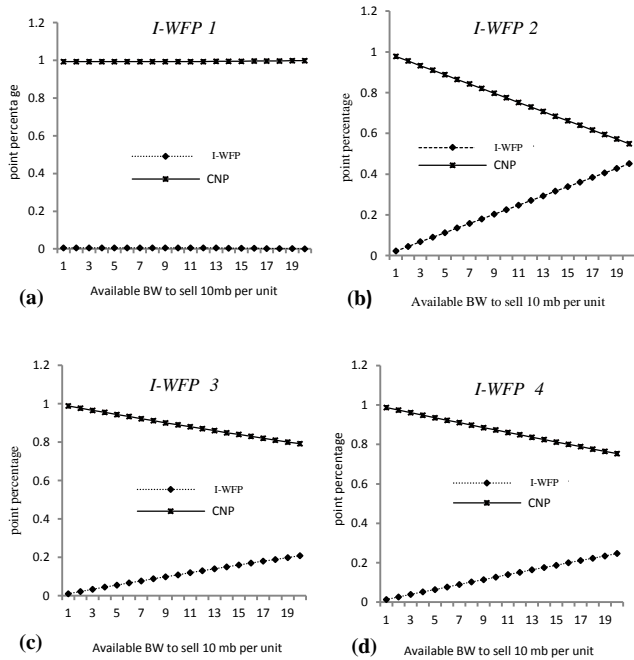 I-WFP 1
point percentage
1.2
1
0.8
0.6
0.4
0.2
0
I-WFP
CNP
1 3 5 7 9 11 13 15 17 19
(a)
Available BW to sell 10mb per unit
I-WFP 2
point percentage
1.2
1
0.8
0.6
0.4
0.2
0
I-WFP
CNP
1 3 5 7 9 11 13 15 17 19
(b)
Available BW to sell 10 mb per unit
I-WFP 3
point percentage
1.2
1
0.8
0.6
0.4
0.2
0
I-WFP
CNP
1 3 5 7 9 11 13 15 17 19
(c)
Available BW to sell 10 mb per unit
I-WFP 4
point percentage
1.2
1
0.8
0.6
0.4
0.2
0
I-WFP
CNP
1 3 5 7 9 11 13 15 17 19
(d)
Available BW to sell 10 mb per unit